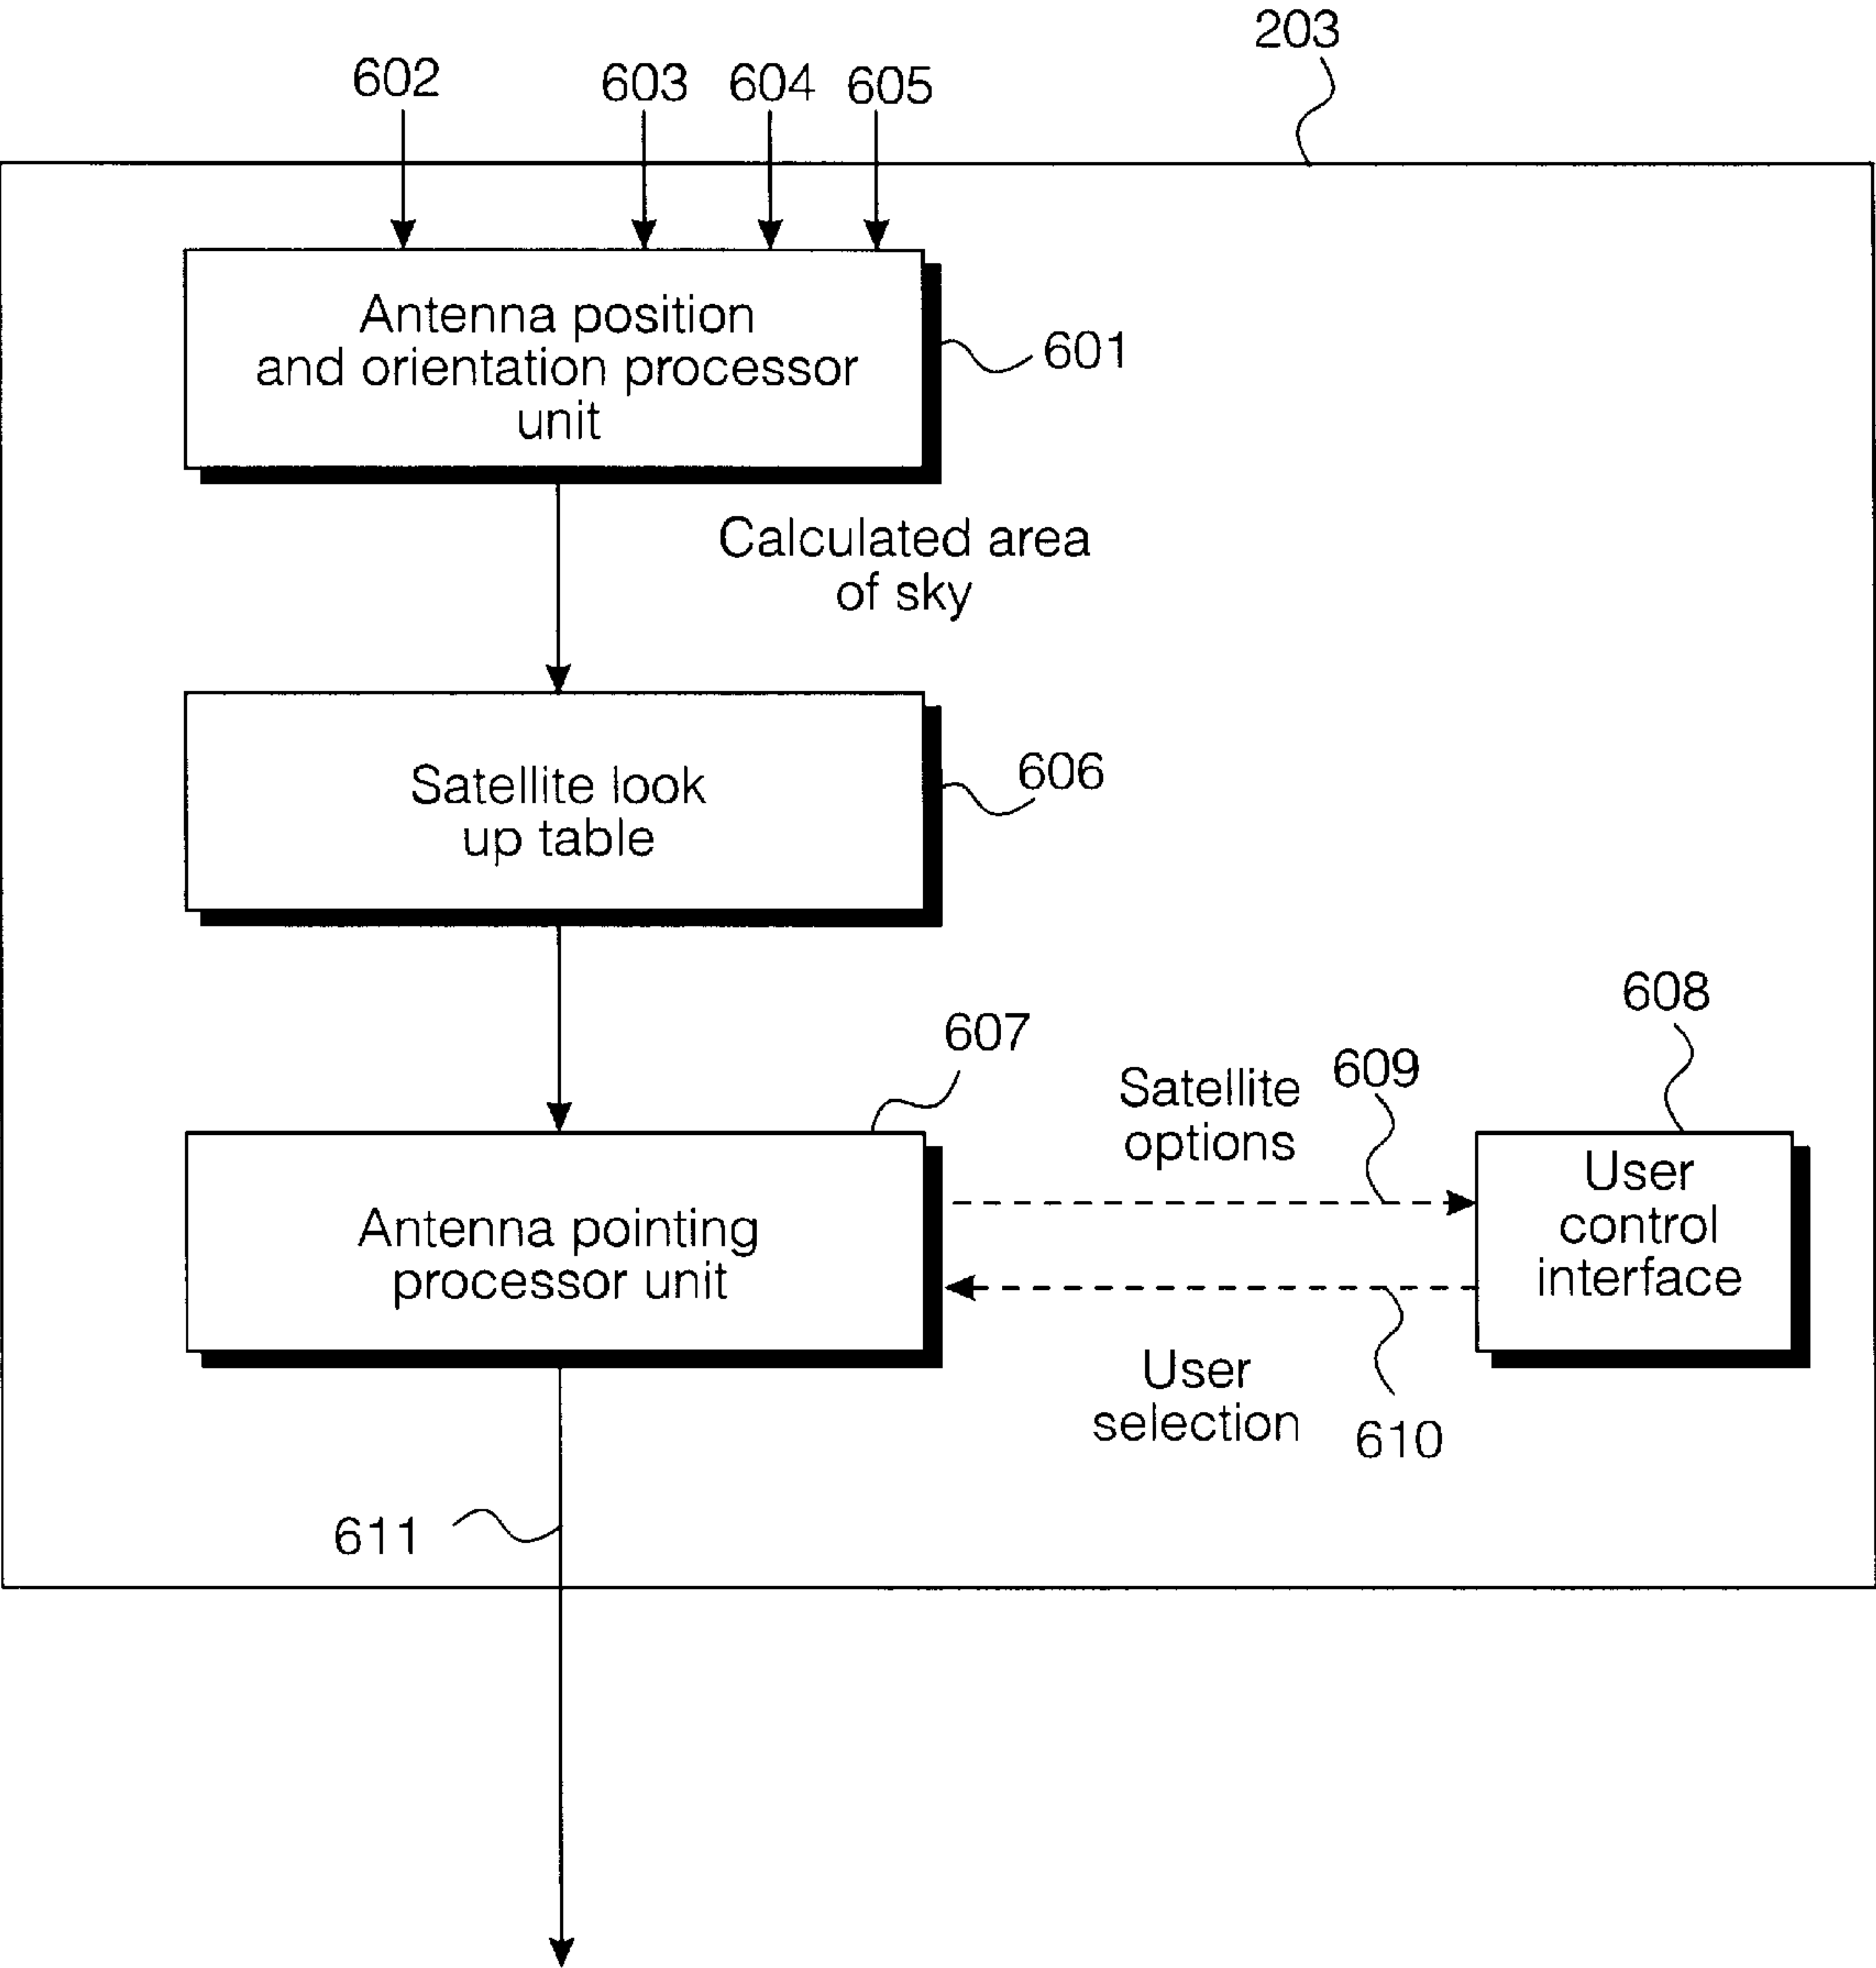 203
602
603
604
605
Antenna position
and orientation processor
unit
601
Calculated area
of sky
Satellite look
up table
606
607
608
Satellite
options
609
Antenna pointing
processor unit
User
control
interface
User
selection
610
611